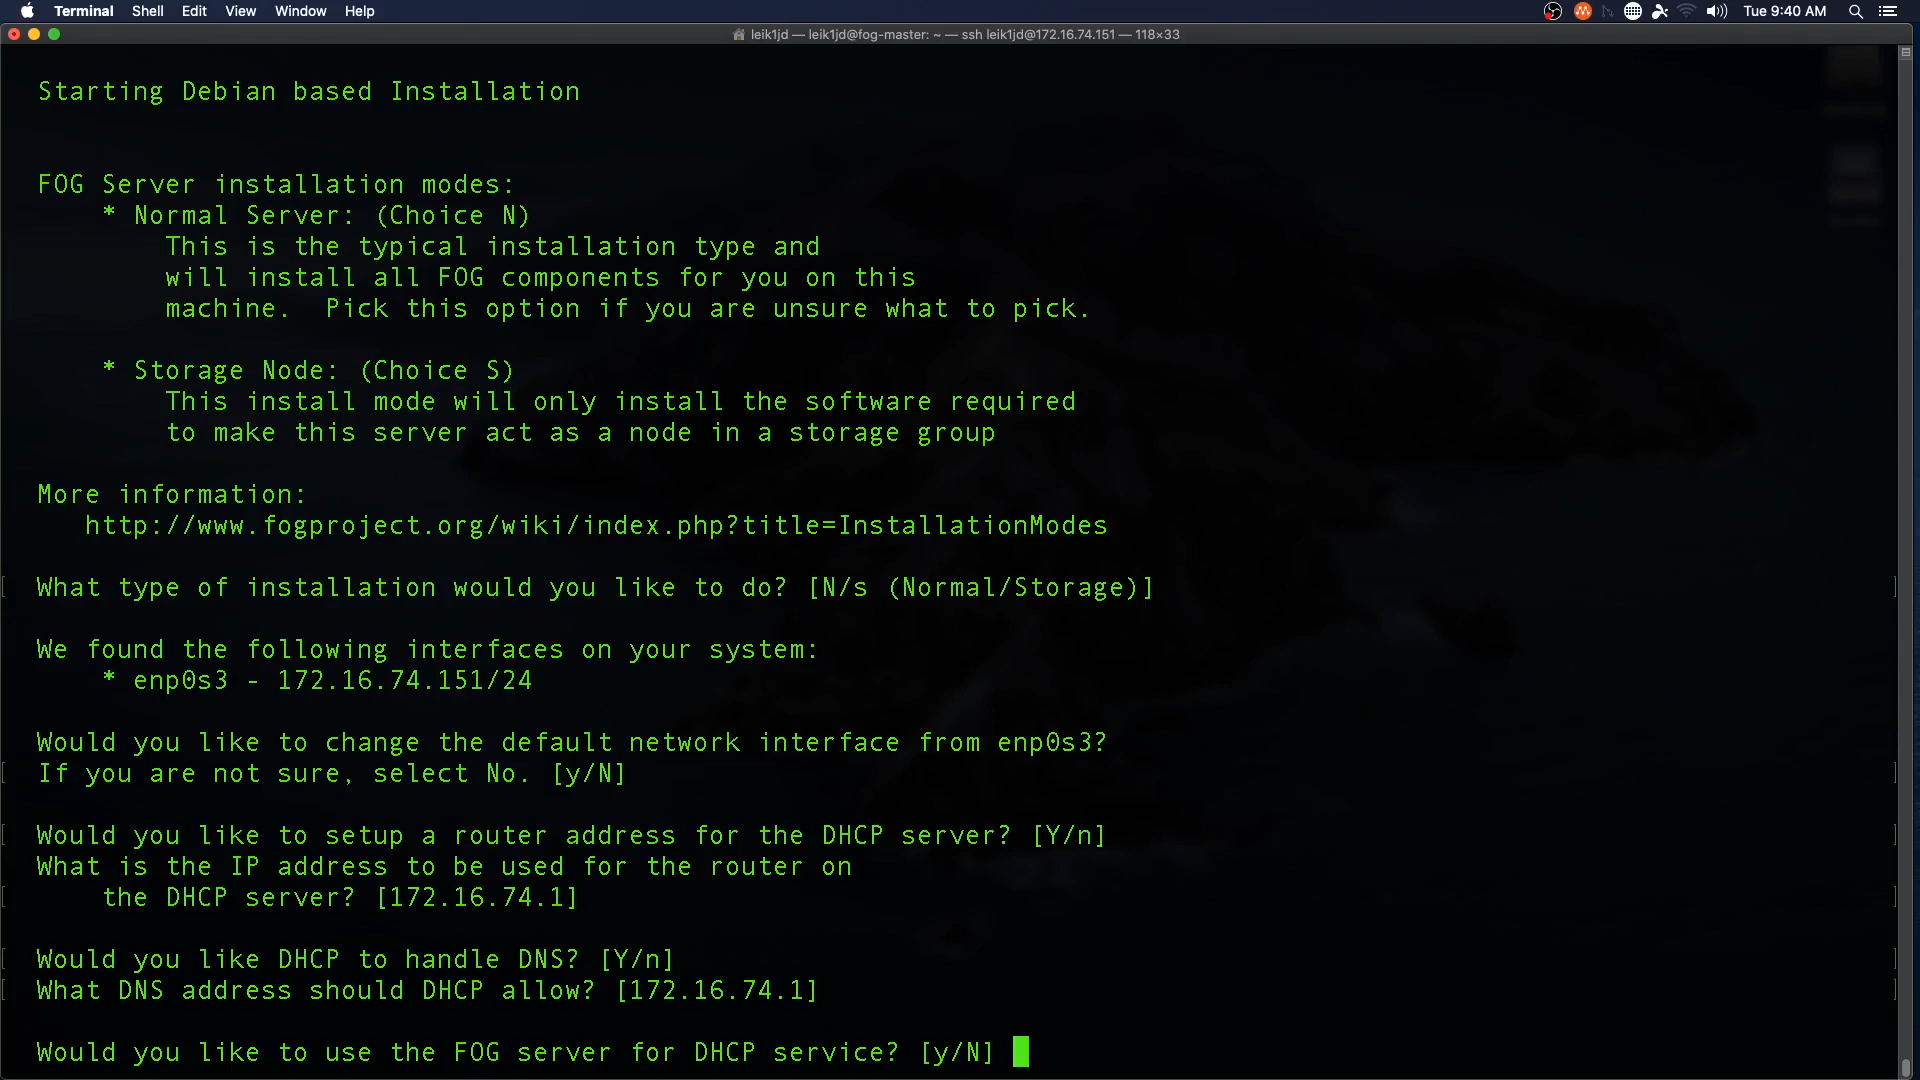 Terminal Shell Edit View Window Help
Tue 9:40 AM
leik1jd — leik1jd@fog-master: ~ — ssh leik1jd@172.16.74.151 — 118×33
Starting Debian based Installation
FOG Server installation modes:
* Normal Server: (Choice N)
This is the typical installation type and
will install all FOG components for you on this
machine.  Pick this option if you are unsure what to pick.
* Storage Node: (Choice S)
This install mode will only install the software required
to make this server act as a node in a storage group
More information:
http://www.fogproject.org/wiki/index.php?title=InstallationModes
What type of installation would you like to do? [N/s (Normal/Storage)]
We found the following interfaces on your system:
* enp0s3 - 172.16.74.151/24
Would you like to change the default network interface from enp0s3?
If you are not sure, select No. [y/N]
Would you like to setup a router address for the DHCP server? [Y/n]
What is the IP address to be used for the router on
the DHCP server? [172.16.74.1]
Would you like DHCP to handle DNS? [Y/n]
What DNS address should DHCP allow? [172.16.74.1]
Would you like to use the FOG server for DHCP service? [y/N]